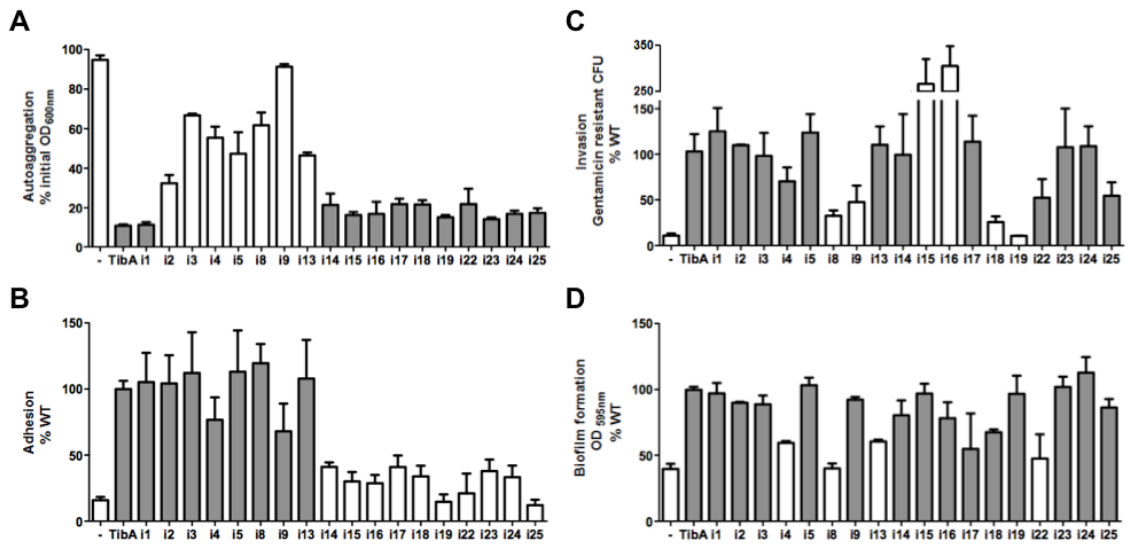 A
Autoaggregation
% initial OD600nm
100
80
60
40
20
0
- TibA i1 i2 i3 i4 i5 i8 i9 i13 i14 i15 i16 i17 i18 i19 i22 i23 i24 i25
B
Adhesion
% WT
150
100
50
0
- TibA i1 i2 i3 i4 i5 i8 i9 i13 i14 i15 i16 i17 i18 i19 i22 i23 i24 i25
C
Invasion
Gentamicin resistant CFU
% WT
350
250
150
100
50
0
- TibA i1 i2 i3 i4 i5 i8 i9 i13 i14 i15 i16 i17 i18 i19 i22 i23 i24 i25
D
Biofilm formation
OD 595nm
% WT
150
100
50
0
- TibA i1 i2 i3 i4 i5 i8 i9 i13 i14 i15 i16 i17 i18 i19 i22 i23 i24 i25